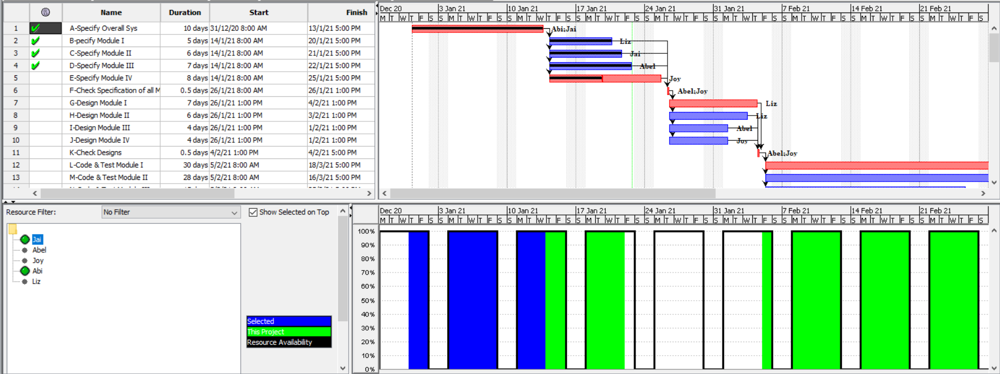 Name Duration Start Finish
1 A-Specify Overall Sys 10 days 31/12/20 8:00 AM 13/1/21 5:00 PM
2 B-pecify Module I 5 days 14/1/21 8:00 AM 20/1/21 5:00 PM
3 C-Specify Module II 6 days 14/1/21 8:00 AM 21/1/21 5:00 PM
4 D-Specify Module III 7 days 14/1/21 8:00 AM 22/1/21 5:00 PM
5 E-Specify Module IV 8 days 14/1/21 8:00 AM 25/1/21 5:00 PM
6 F-Check Specification of all M 0.5 days 26/1/21 8:00 AM 26/1/21 1:00 PM
7 G-Design Module I 7 days 26/1/21 1:00 PM 4/2/21 1:00 PM
8 H-Design Module II 6 days 26/1/21 1:00 PM 3/2/21 1:00 PM
9 I-Design Module III 4 days 26/1/21 1:00 PM 1/2/21 1:00 PM
10 J-Design Module IV 4 days 26/1/21 1:00 PM 1/2/21 1:00 PM
11 K-Check Designs 0.5 days 4/2/21 1:00 PM 4/2/21 5:00 PM
12 L-Code & Test Module I 30 days 5/2/21 8:00 AM 18/3/21 5:00 PM
13 M-Code & Test Module II 28 days 5/2/21 8:00 AM 16/3/21 5:00 PM
Dec 20 3 Jan 21 10 Jan 21 17 Jan 21 24 Jan 21 31 Jan 21 7 Feb 21 14 Feb 21 21 Feb 21
M T W T F S S M T W T F S S M T W T F S S M T W T F S S M T W T F S S M T W T F S S M T W T F S S M T W T F S S M T W T F S
Abi;Jai
Liz
Jai
Abel
Joy
Abel;Joy
Liz
Liz
Abel
Joy
Abel;Joy
Resource Filter: No Filter Show Selected on Top
Jai
Abel
Joy
Abi
Liz
Selected
This Project
Resource Availability
Dec 20 3 Jan 21 10 Jan 21 17 Jan 21 24 Jan 21 31 Jan 21 7 Feb 21 14 Feb 21 21 Feb 21
M T W T F S S M T W T F S S M T W T F S S M T W T F S S M T W T F S S M T W T F S S M T W T F S S M T W T F S S M T W T F S
100%
90%
80%
70%
60%
50%
40%
30%
20%
10%
0%